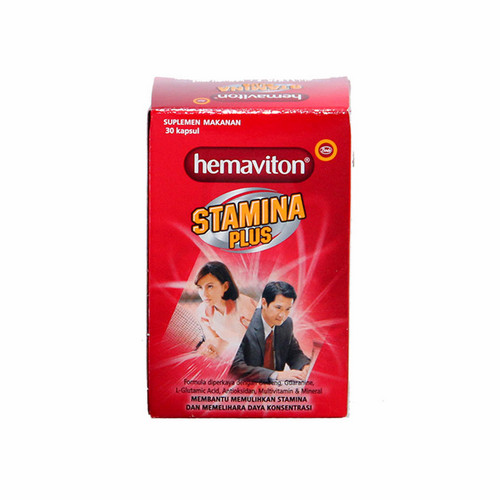 SUPLEMEN MAKANAN
30 kapsul
hemaviton®
STAMINA
PLUS
Formula diperkaya dengan Ginseng, Guaranine,
L-Glutamic Acid, Antioksidan, Multivitamin & Mineral
MEMBANTU MEMULIHKAN STAMINA
DAN MEMELIHARA DAYA KONSENTRASI